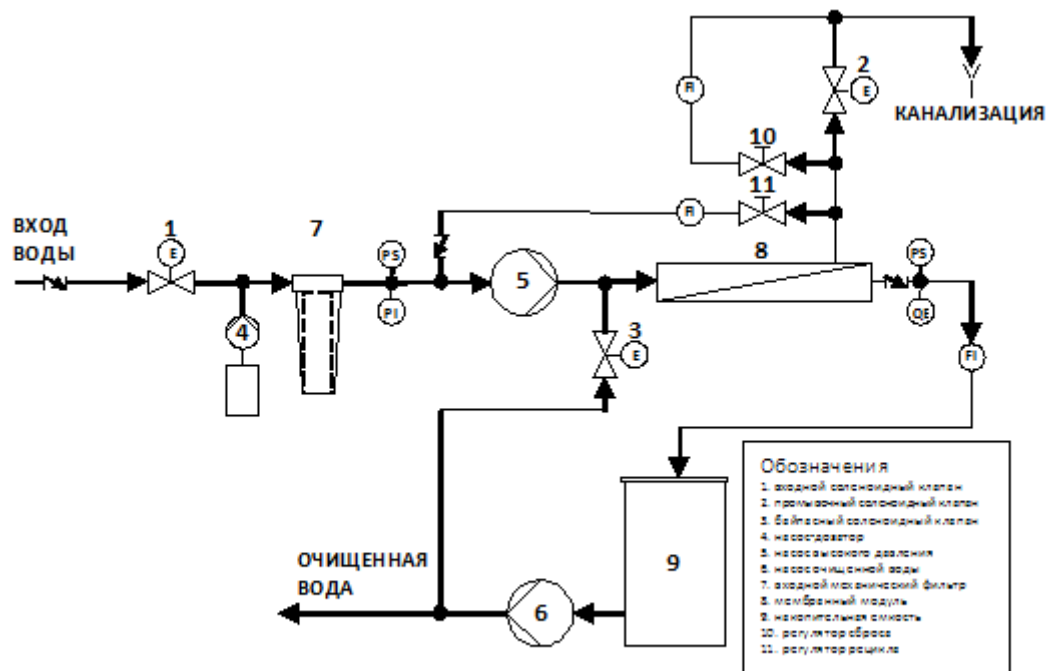 2
E
FI
КАНАЛИЗАЦИЯ
10
11
FI
ВХОД
ВОДЫ
1
E
7
PS
PI
5
8
PS
QE
4
3
E
FI
9
ОЧИЩЕННАЯ
ВОДА
6
Обозначения
1. входной соленоидный клапан
2. промывочный соленоидный клапан
3. байпасный соленоидный клапан
4. насос-дозатор
5. насос высокого давления
6. насос очищенной воды
7. входной механический фильтр
8. мембранный модуль
9. накопительная емкость
10. регулятор сброса
11. регулятор рецикла